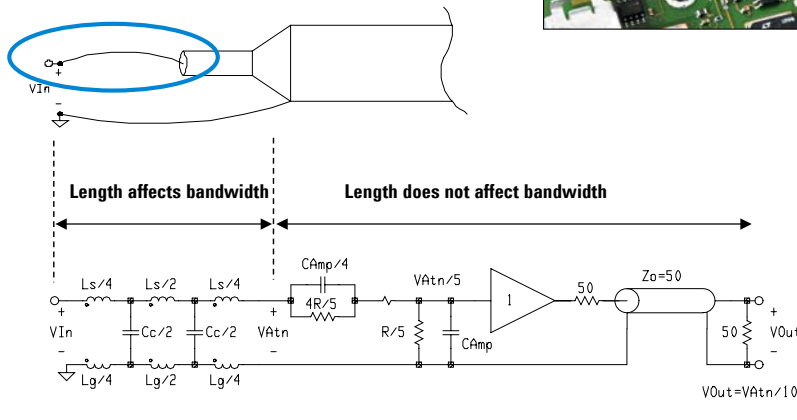 +
VIn
-
Length affects bandwidth
Length does not affect bandwidth
Ls/4
Ls/2
Ls/4
CAmp/4
4R/5
VAtn/5
1
50
Zo=50
+
VIn
-
Cc/2
Cc/2
+
VAtn
-
R/5
CAmp
50
+
VOut
-
Lg/4
Lg/2
Lg/4
VOut=VAtn/10